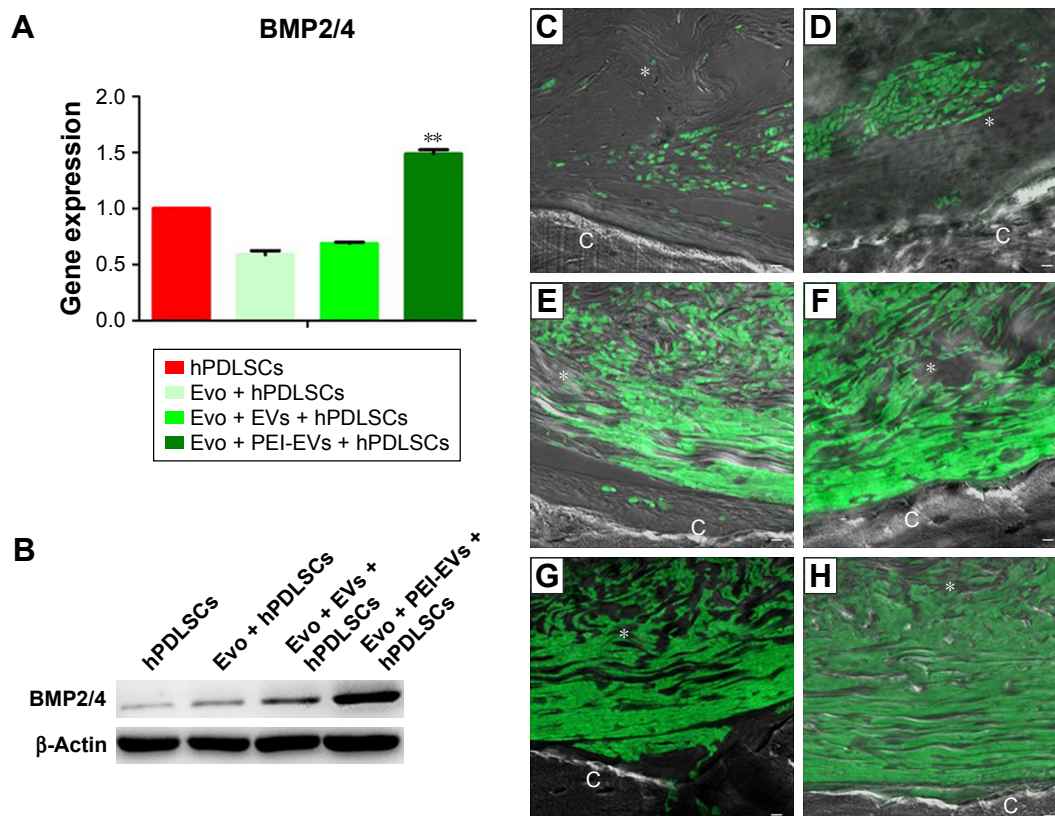 A
BMP2/4
Gene expression
2.0
1.5
1.0
0.5
0.0
**
hPDLSCs
Evo + hPDLSCs
Evo + EVs + hPDLSCs
Evo + PEI-EVs + hPDLSCs
B
hPDLSCs
Evo + hPDLSCs
Evo + EVs +
hPDLSCs
Evo + PEI-EVs +
hPDLSCs
BMP2/4
β-Actin
C
*
C
D
*
C
E
*
C
F
*
C
G
*
C
H
*
C